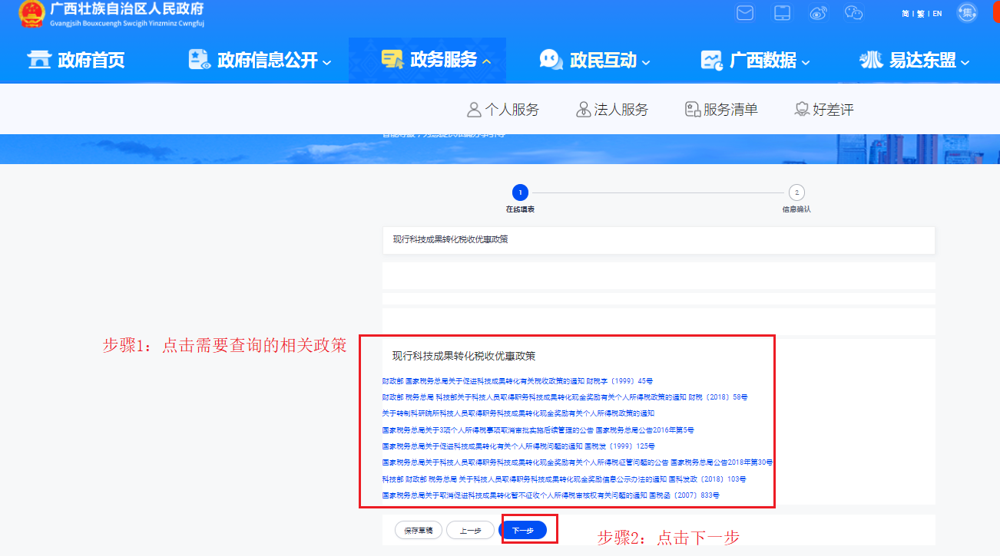 广西壮族自治区人民政府
Gvangjsih Bouxcuengh Swcigih Yinzminz Cwngfuj
简 | 繁 | EN
集
政府首页 政府信息公开 政务服务 政民互动 广西数据 易达东盟
个人服务 法人服务 服务清单 好差评
1 2
在线填表 信息确认
现行科技成果转化税收优惠政策
步骤1：点击需要查询的相关政策
现行科技成果转化税收优惠政策
财政部 国家税务总局关于促进科技成果转化有关税收政策的通知 财税字〔1999〕45号
财政部 税务总局 科技部关于科技人员取得职务科技成果转化现金奖励有关个人所得税政策的通知 财税〔2018〕58号
关于转制科研院所科技人员取得职务科技成果转化现金奖励有关个人所得税政策的通知
国家税务总局关于3项个人所得税事项取消审批实施后续管理的公告 国家税务总局公告2016年第5号
国家税务总局关于促进科技成果转化有关个人所得税问题的通知 国税发〔1999〕125号
国家税务总局关于科技人员取得职务科技成果转化现金奖励有关个人所得税征管问题的公告 国家税务总局公告2018年第30号
科技部 财政部 税务总局 关于科技人员取得职务科技成果转化现金奖励信息公示办法的通知 国科发政〔2018〕103号
国家税务总局关于取消促进科技成果转化暂不征收个人所得税审核权有关问题的通知 国税函〔2007〕833号
保存草稿 上一步 下一步
步骤2：点击下一步